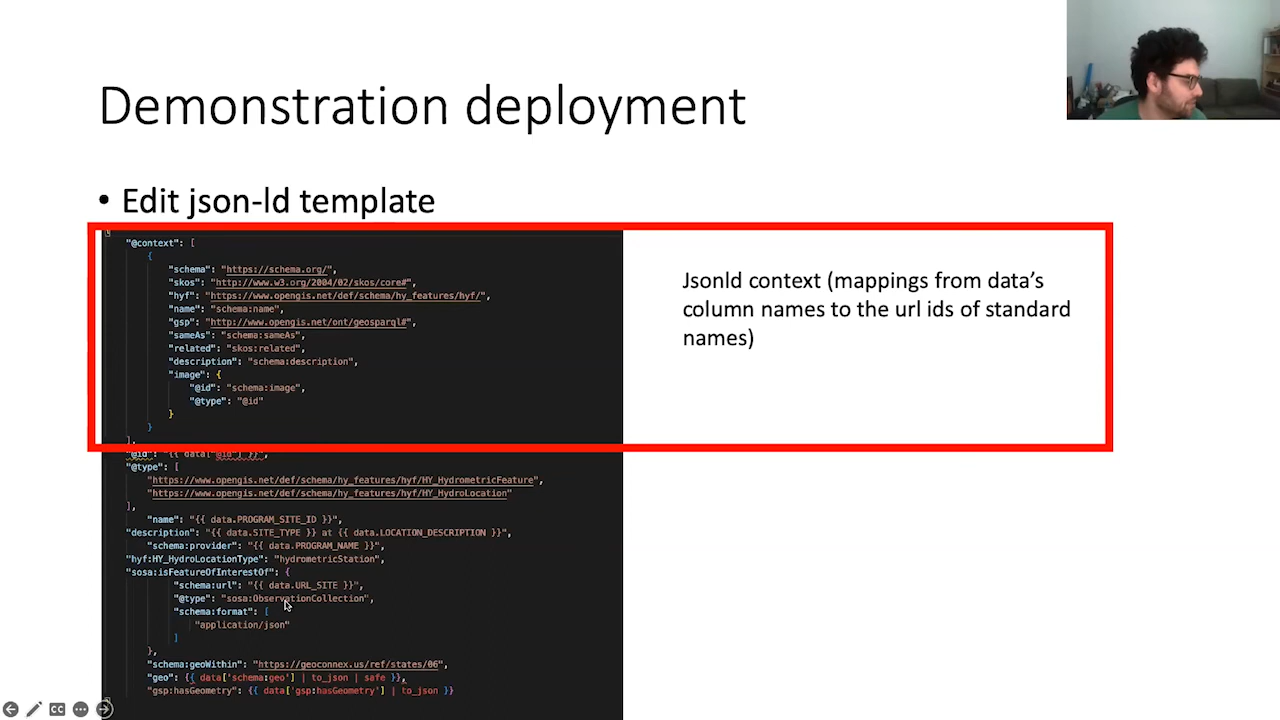 Demonstration deployment
• Edit json-ld template
"@context": [
{
"schema": "https://schema.org/",
"skos": "http://www.w3.org/2004/02/skos/core#",
"hyf": "https://www.opengis.net/def/schema/hy_features/hyf/",
"name": "schema:name",
"gsp": "http://www.opengis.net/ont/geosparql#",
"sameAs": "schema:sameAs",
"related": "skos:related",
"description": "schema:description",
"image": {
"@id": "schema:image",
"@type": "@id"
}
}
],
"@id": "{{ data["@id"] }}",
"@type": [
"https://www.opengis.net/def/schema/hy_features/hyf/HY_HydrometricFeature",
"https://www.opengis.net/def/schema/hy_features/hyf/HY_HydroLocation"
],
"name": "{{ data.PROGRAM_SITE_ID }}",
"description": "{{ data.SITE_TYPE }} at {{ data.LOCATION_DESCRIPTION }}",
"schema:provider": "{{ data.PROGRAM_NAME }}",
"hyf:HY_HydroLocationType": "hydrometricStation",
"sosa:isFeatureOfInterestOf": {
"schema:url": "{{ data.URL_SITE }}",
"@type": "sosa:ObservationCollection",
"schema:format": [
"application/json"
]
},
"schema:geoWithin": "https://geoconnex.us/ref/states/06",
"geo": {{ data['schema:geo'] | to_json | safe }},
"gsp:hasGeometry": {{ data['gsp:hasGeometry'] | to_json }}
Jsonld context (mappings from data's
column names to the url ids of standard
names)
CC